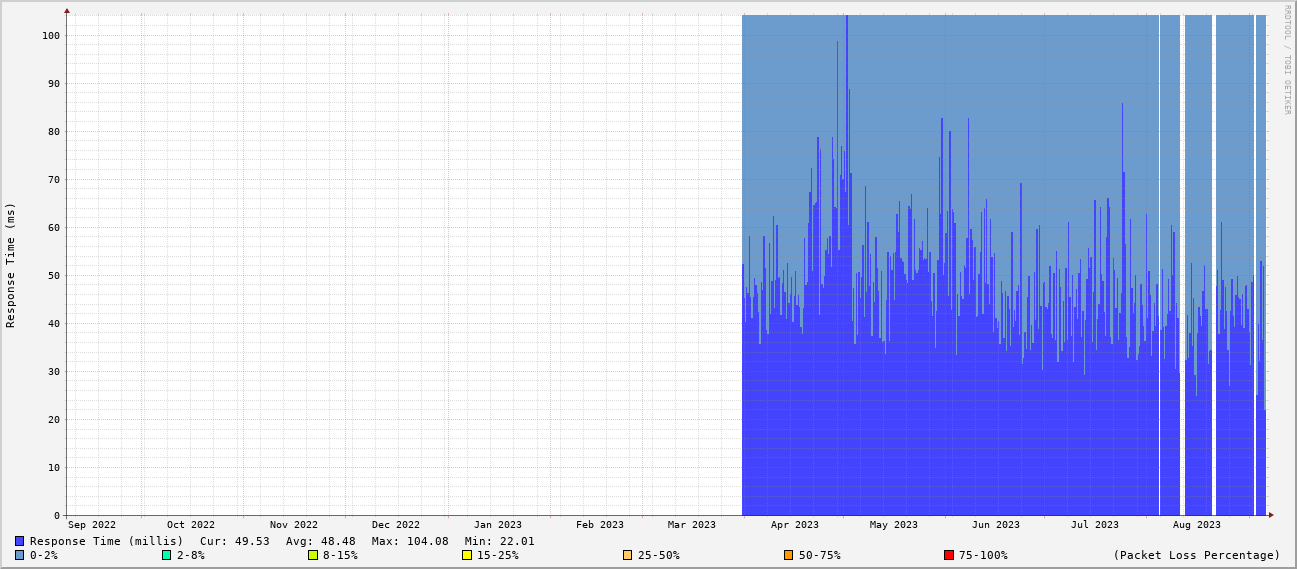 RRDTOOL / TOBI OETIKER
Response Time (ms)
100
90
80
70
60
50
40
30
20
10
0
Sep 2022 Oct 2022 Nov 2022 Dec 2022 Jan 2023 Feb 2023 Mar 2023 Apr 2023 May 2023 Jun 2023 Jul 2023 Aug 2023
Response Time (millis) Cur: 49.53 Avg: 48.48 Max: 104.08 Min: 22.01
0-2% 2-8% 8-15% 15-25% 25-50% 50-75% 75-100% (Packet Loss Percentage)